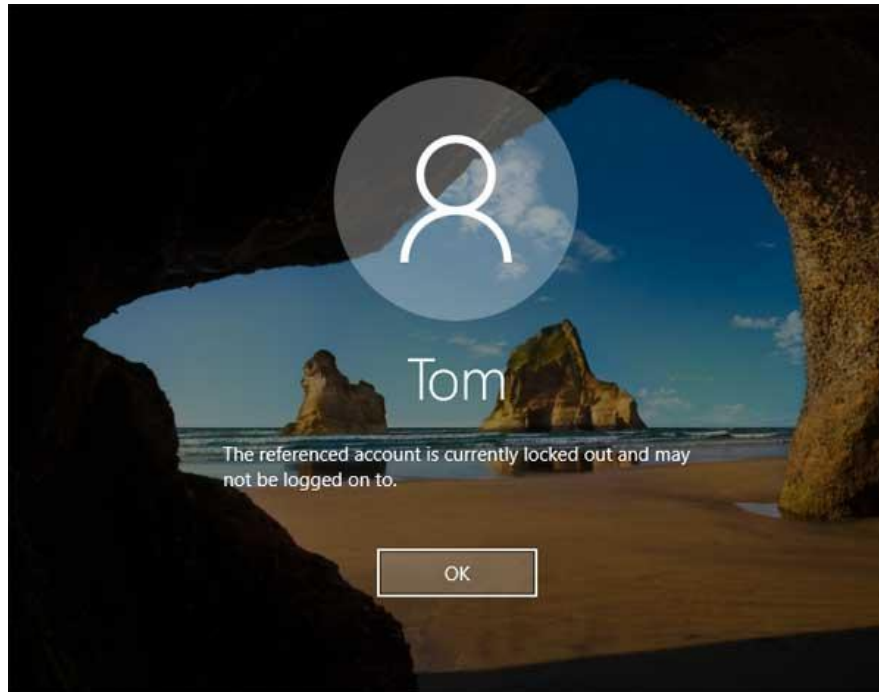 Tom
The referenced account is currently locked out and may
not be logged on to.
OK